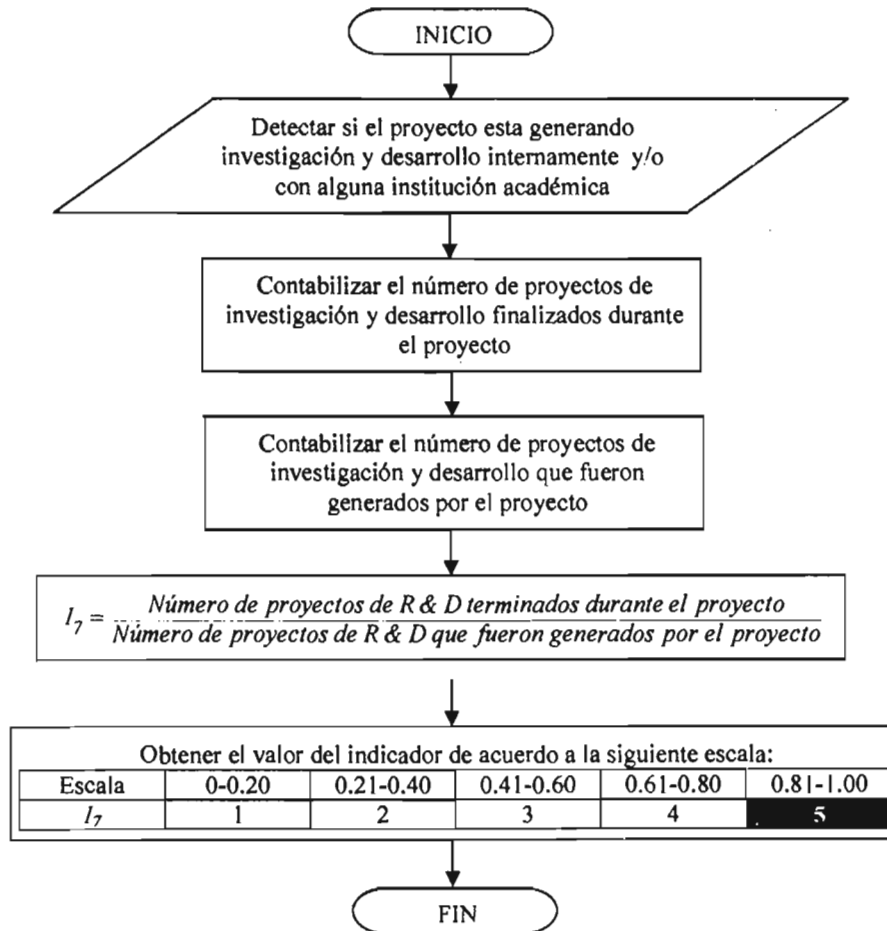 INICIO
Detectar si el proyecto esta generando
investigación y desarrollo internamente y/o
con alguna institución académica
Contabilizar el número de proyectos de
investigación y desarrollo finalizados durante
el proyecto
Contabilizar el número de proyectos de
investigación y desarrollo que fueron
generados por el proyecto
I7 = Número de proyectos de R & D terminados durante el proyecto
Número de proyectos de R & D que fueron generados por el proyecto
Obtener el valor del indicador de acuerdo a la siguiente escala:
Escala 0-0.20 0.21-0.40 0.41-0.60 0.61-0.80 0.81-1.00
I7 1 2 3 4 5
FIN